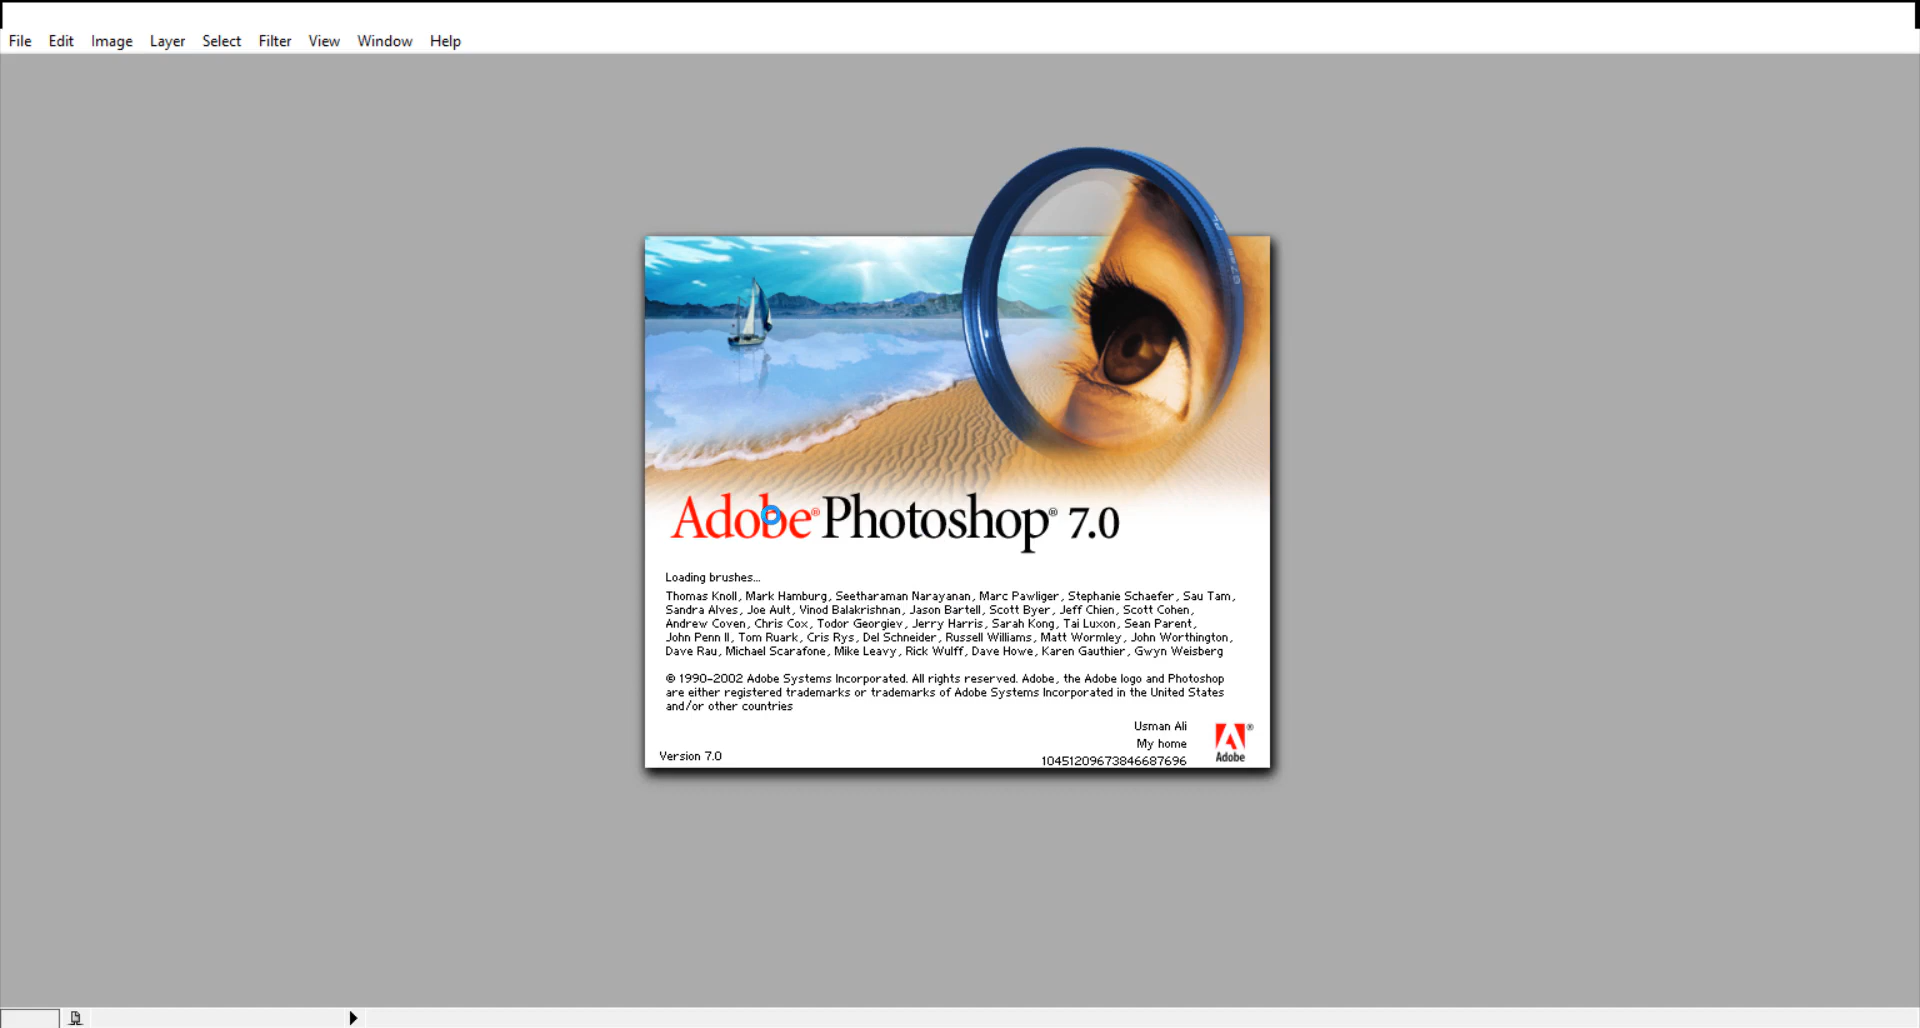 File Edit Image Layer Select Filter View Window Help
Adobe® Photoshop® 7.0
Loading brushes...
Thomas Knoll, Mark Hamburg, Seetharaman Narayanan, Marc Pawliger, Stephanie Schaefer, Sau Tam,
Sandra Alves, Joe Ault, Vinod Balakrishnan, Jason Bartell, Scott Byer, Jeff Chien, Scott Cohen,
Andrew Coven, Chris Cox, Todor Georgiev, Jerry Harris, Sarah Kong, Tai Luxon, Sean Parent,
John Penn II, Tom Ruark, Cris Rys, Del Schneider, Russell Williams, Matt Wormley, John Worthington,
Dave Rau, Michael Scarafone, Mike Leavy, Rick Wulff, Dave Howe, Karen Gauthier, Gwyn Weisberg
© 1990-2002 Adobe Systems Incorporated. All rights reserved. Adobe, the Adobe logo and Photoshop
are either registered trademarks or trademarks of Adobe Systems Incorporated in the United States
and/or other countries
Usman Ali
My home
10451209673846687696
Adobe
®
Version 7.0